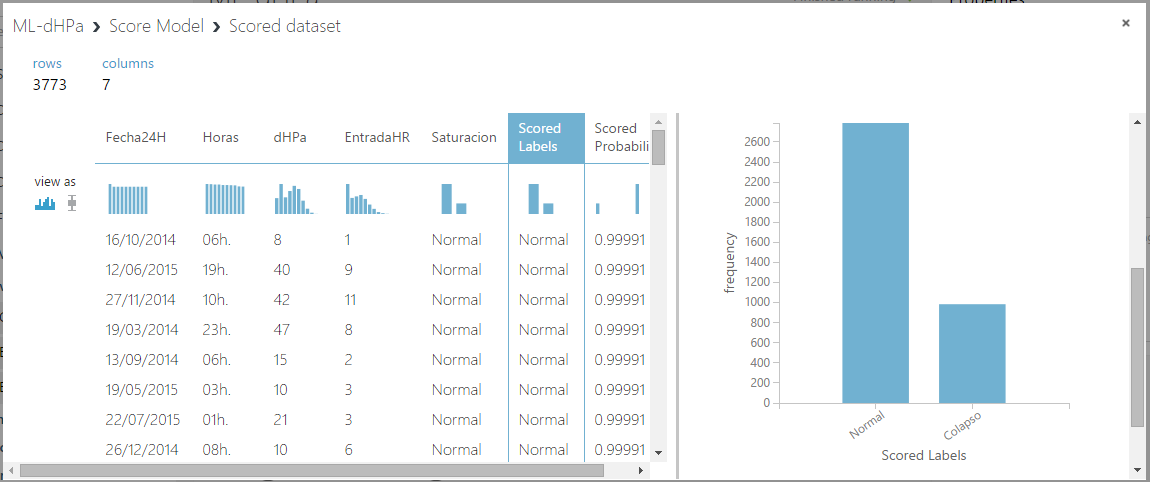 ML-dHPa > Score Model > Scored dataset
rows columns
3773 7
view as
Fecha24H Horas dHPa EntradaHR Saturacion Scored Labels Scored Probabili
16/10/2014 06h. 8 1 Normal Normal 0.99991
12/06/2015 19h. 40 9 Normal Normal 0.99991
27/11/2014 10h. 42 11 Normal Normal 0.99991
19/03/2014 23h. 47 8 Normal Normal 0.99991
13/09/2014 06h. 15 2 Normal Normal 0.99991
19/05/2015 03h. 10 3 Normal Normal 0.99991
22/07/2015 01h. 21 3 Normal Normal 0.99991
26/12/2014 08h. 10 6 Normal Normal 0.99991
frequency
2600
2400
2200
2000
1800
1600
1400
1200
1000
800
600
400
200
0
Normal Colapso
Scored Labels